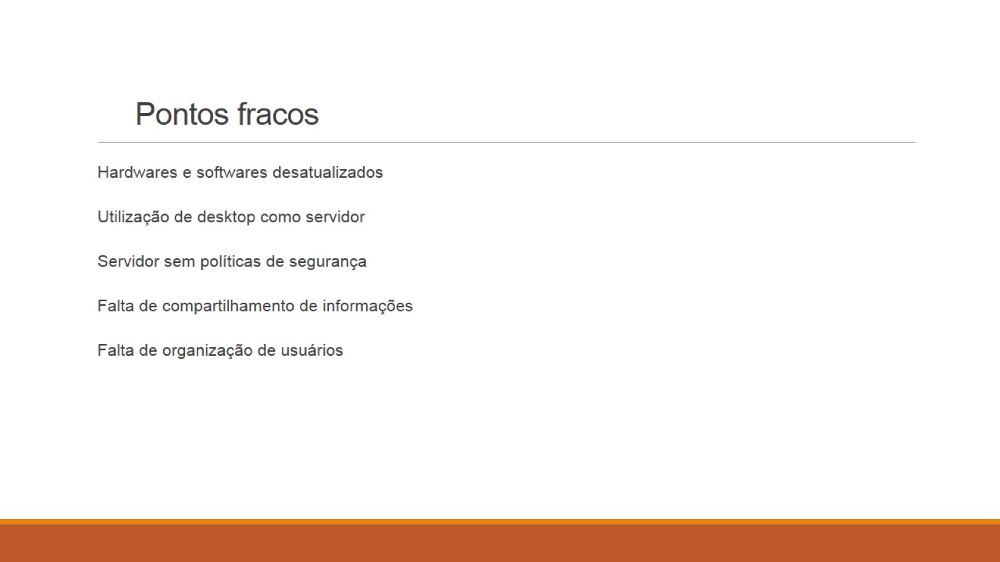 Pontos fracos
Hardwares e softwares desatualizados
Utilização de desktop como servidor
Servidor sem políticas de segurança
Falta de compartilhamento de informações
Falta de organização de usuários